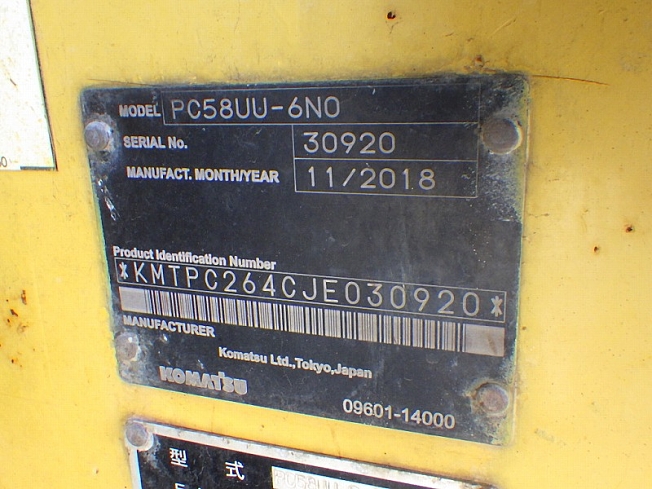 MODEL PC58UU-6N0
SERIAL No. 30920
MANUFACT. MONTH/YEAR 11/2018
Product Identification Number
*KMTPC264CJE030920*
MANUFACTURER
Komatsu Ltd.,Tokyo,Japan
KOMATSU
09601-14000
型 式